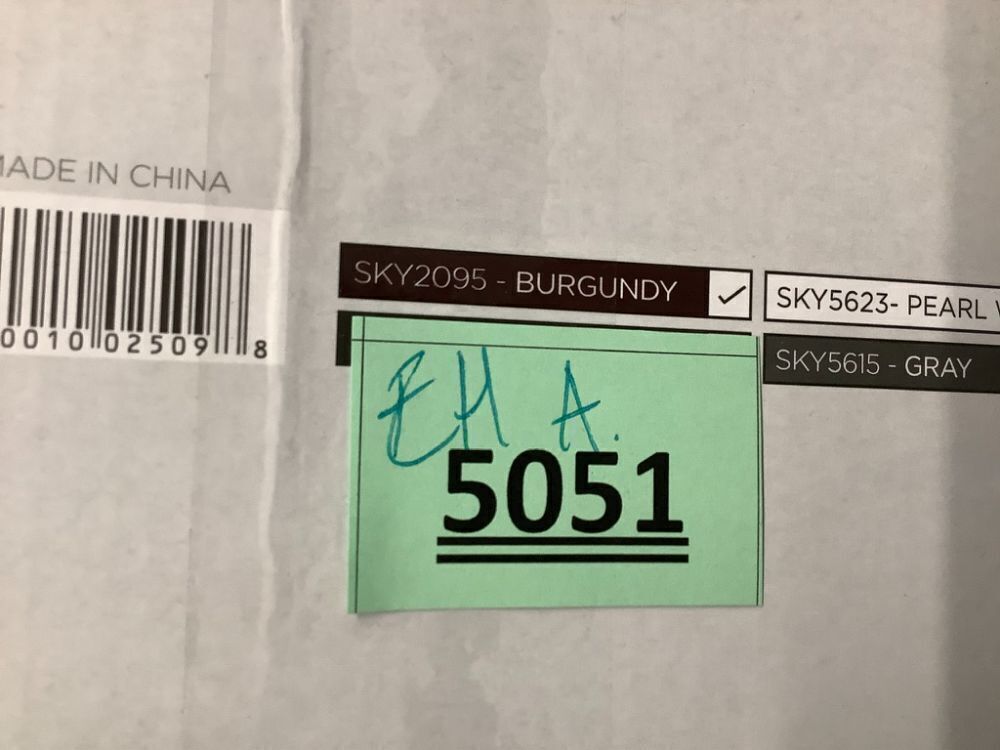 MADE IN CHINA
0010 02509 8
SKY2095 - BURGUNDY ✓
SKY5623- PEARL
SKY5615 - GRAY
EH A.
5051